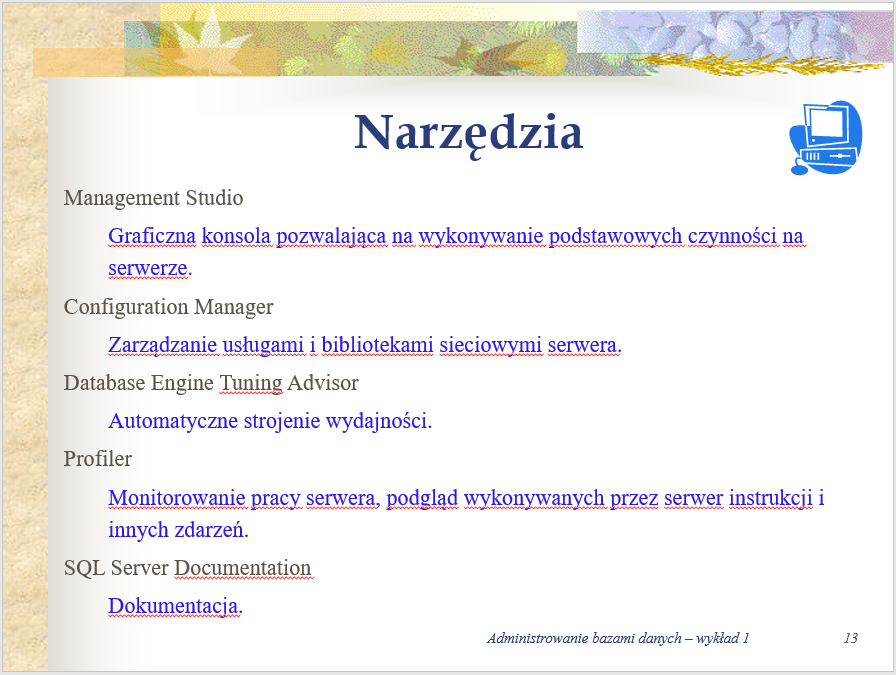 Narzędzia
Management Studio
Graficzna konsola pozwalająca na wykonywanie podstawowych czynności na
serwerze.
Configuration Manager
Zarządzanie usługami i bibliotekami sieciowymi serwera.
Database Engine Tuning Advisor
Automatyczne strojenie wydajności.
Profiler
Monitorowanie pracy serwera, podgląd wykonywanych przez serwer instrukcji i
innych zdarzeń.
SQL Server Documentation
Dokumentacja.
Administrowanie bazami danych – wykład 1
13